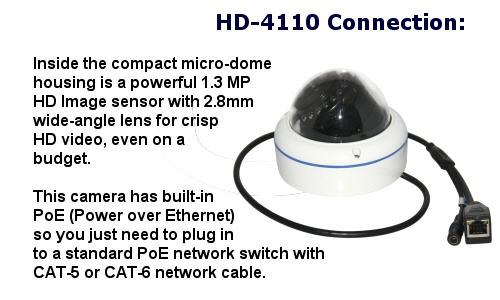 HD-4110 Connection:
Inside the compact micro-dome
housing is a powerful 1.3 MP
HD Image sensor with 2.8mm
wide-angle lens for crisp
HD video, even on a
budget.
This camera has built-in
PoE (Power over Ethernet)
so you just need to plug in
to a standard PoE network switch with
CAT-5 or CAT-6 network cable.